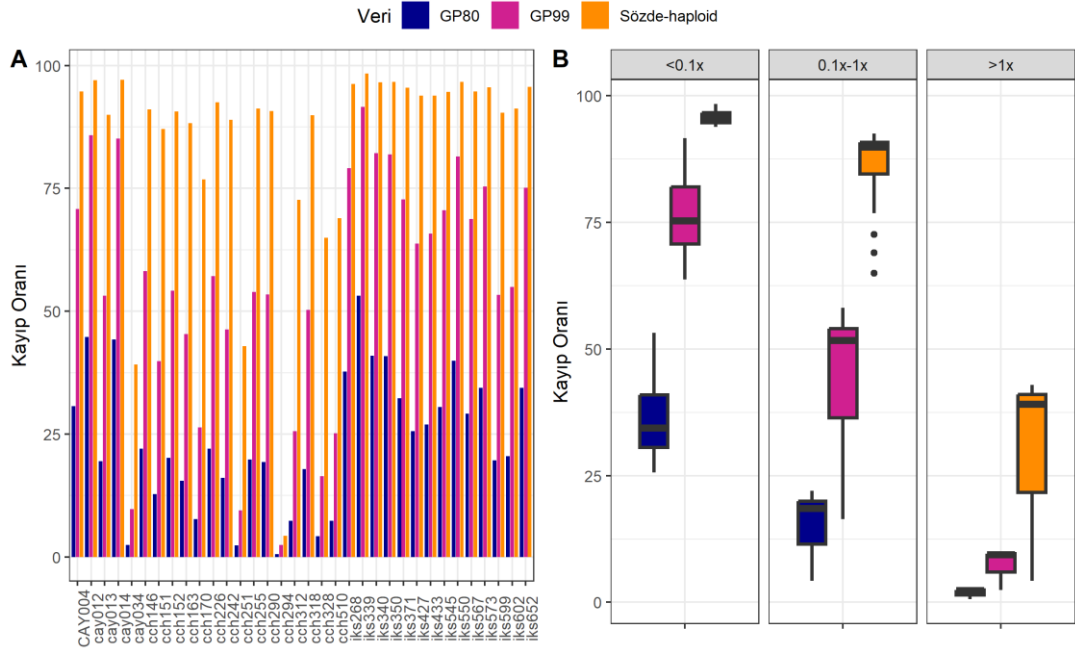 Veri GP80 GP99 Sözde-haploid
A
Kayıp Oranı
100
75
50
25
0
CAY004
cay012
cay013
cay014
cay034
cch146
cch151
cch152
cch163
cch170
cch226
cch242
cch251
cch255
cch290
cch294
cch312
cch318
cch328
cch510
iks268
iks339
iks340
iks350
iks371
iks427
iks433
iks545
iks550
iks567
iks573
iks599
iks602
iks652
B
<0.1x 0.1x-1x >1x
Kayıp Oranı
100
75
50
25
0